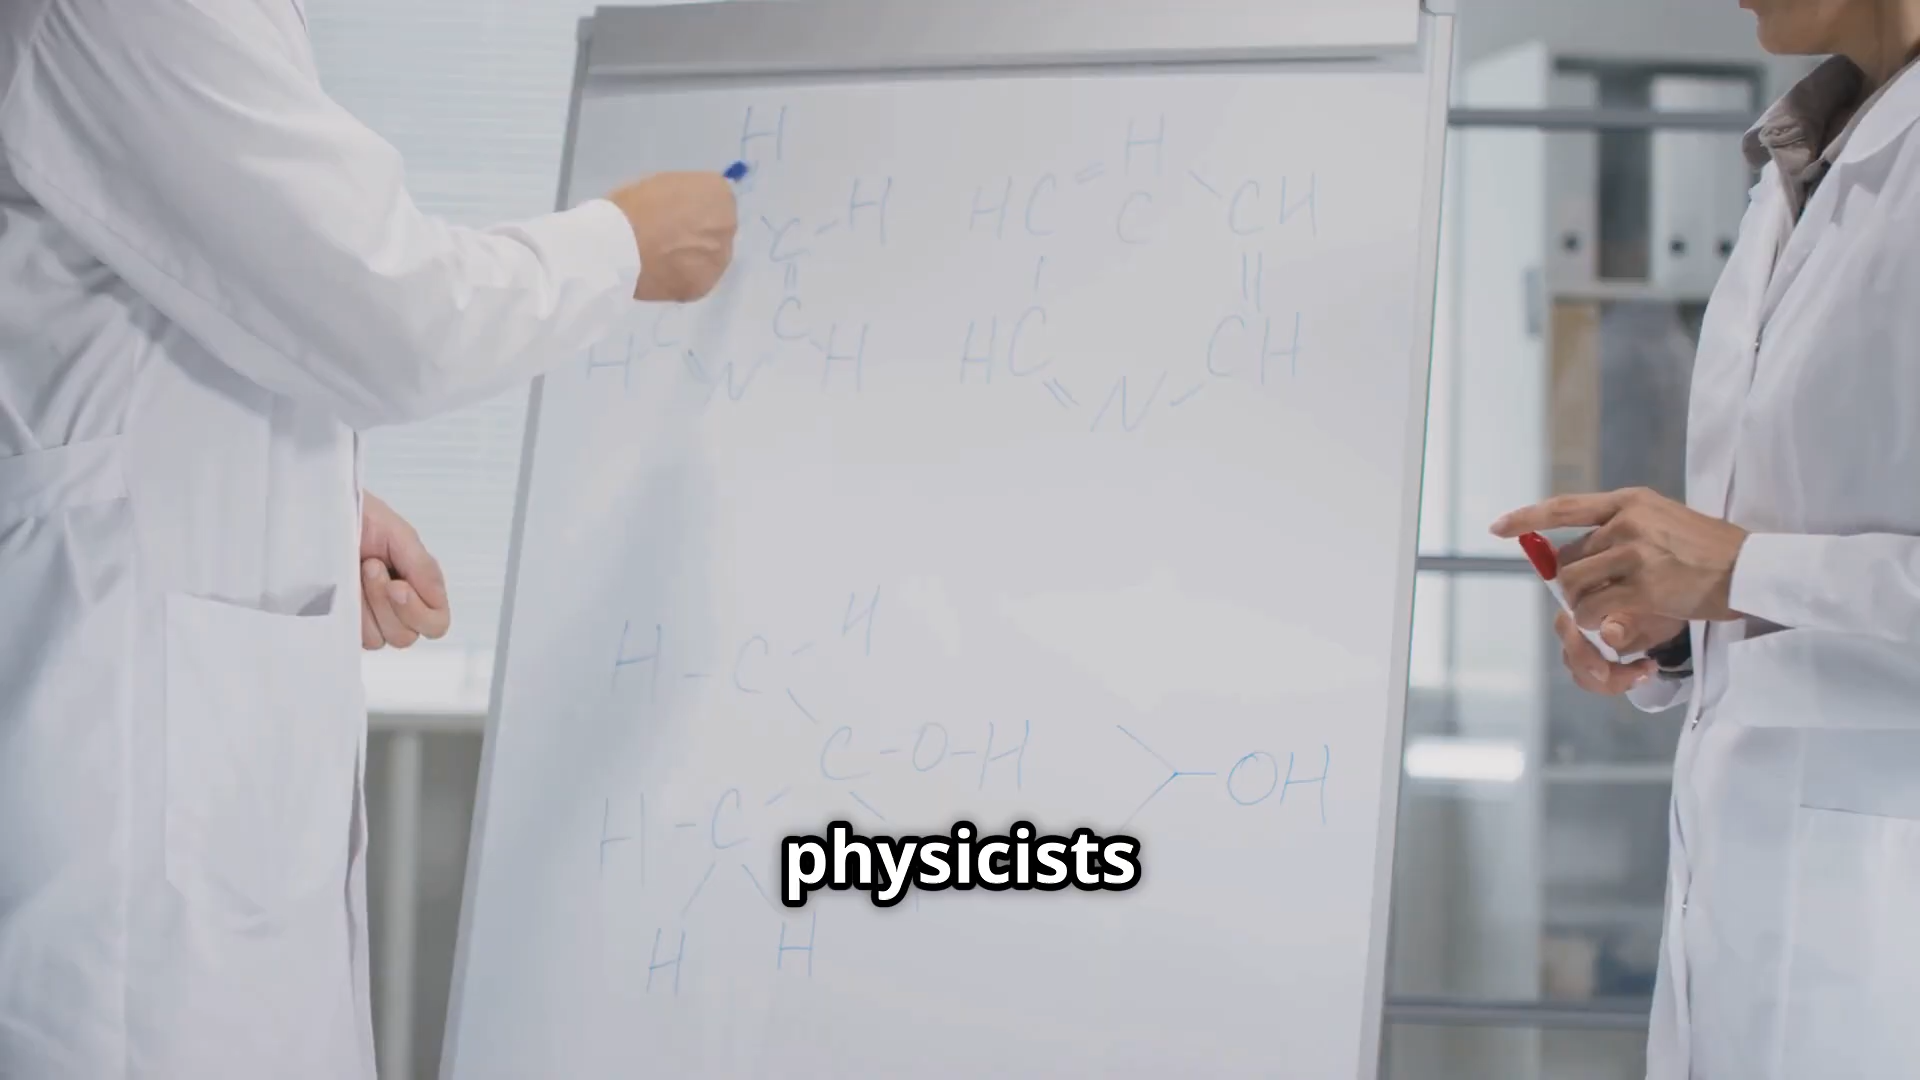 H H
C H HC C CH
C
H C N H HC N CH
H - C H
C - O - H OH
H - C
physicists
H H